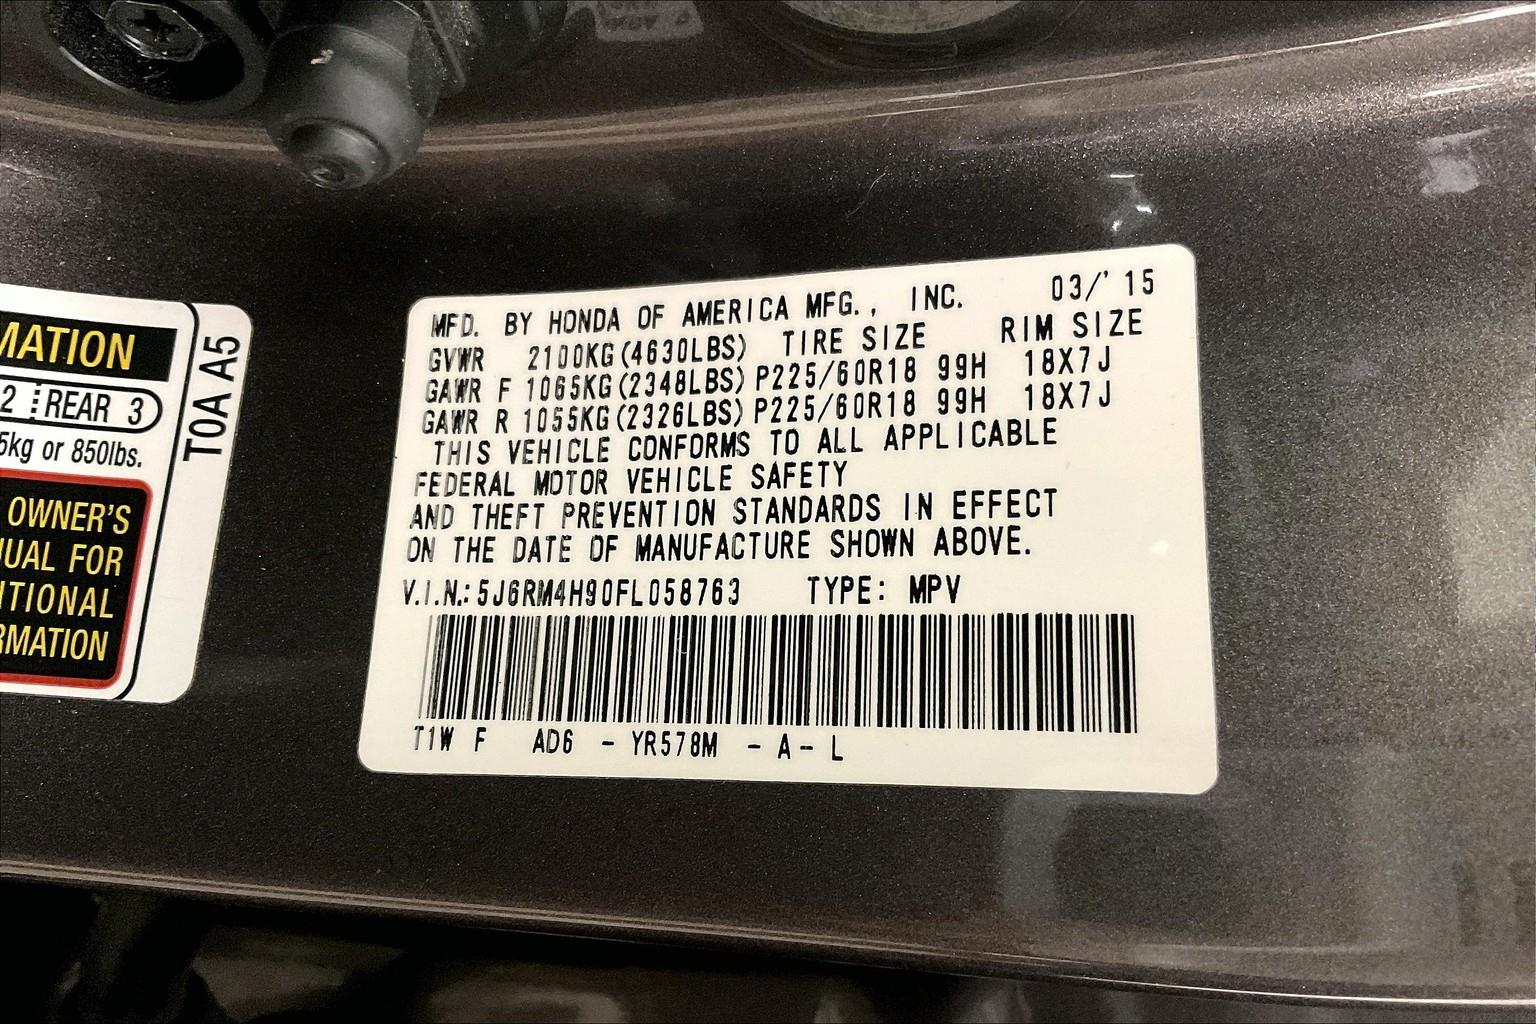 MATION
2 REAR 3
5kg or 850lbs.
OWNER'S
UAL FOR
ITIONAL
RMATION
T0A A5
MFD. BY HONDA OF AMERICA MFG., INC. 03/'15
GVWR 2100KG(4630LBS) TIRE SIZE RIM SIZE
GAWR F 1065KG(2348LBS) P225/60R18 99H 18X7J
GAWR R 1055KG(2326LBS) P225/60R18 99H 18X7J
THIS VEHICLE CONFORMS TO ALL APPLICABLE
FEDERAL MOTOR VEHICLE SAFETY
AND THEFT PREVENTION STANDARDS IN EFFECT
ON THE DATE OF MANUFACTURE SHOWN ABOVE.
V.I.N.: 5J6RM4H90FL058763 TYPE: MPV
T1W F AD6 - YR578M - A - L